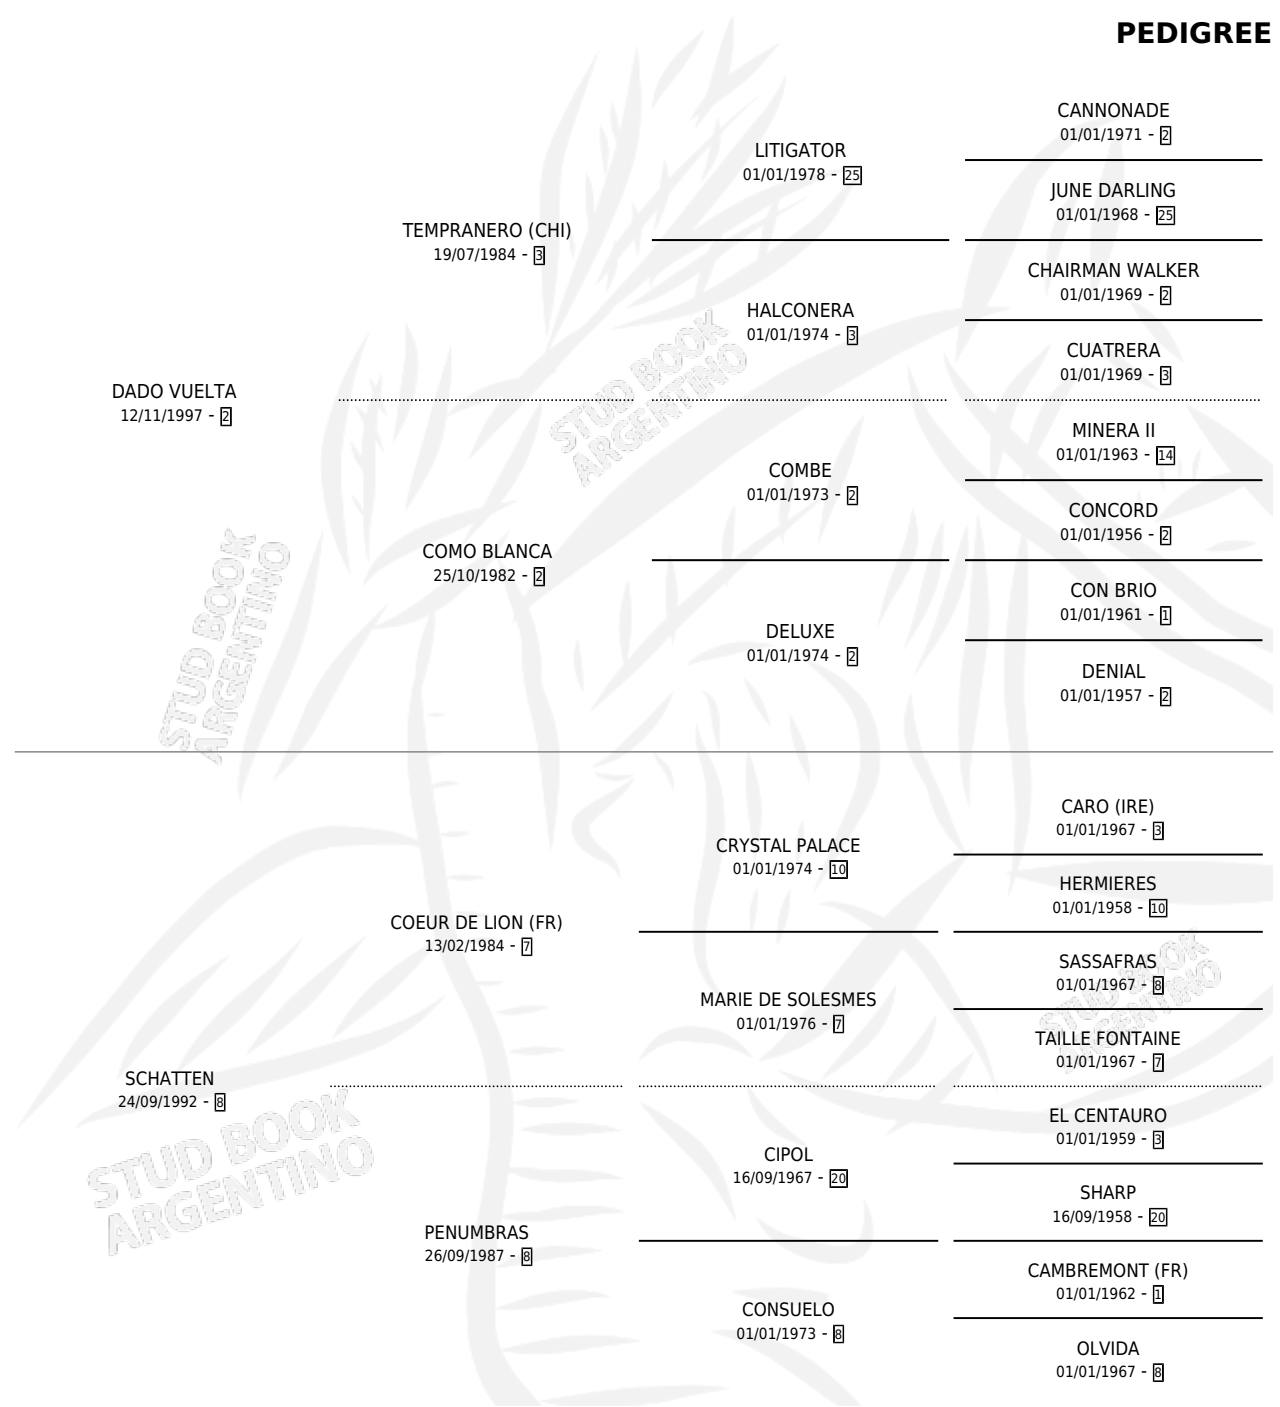 PEDIGREE
CANNONADE
01/01/1971 - 2
LITIGATOR
01/01/1978 - 25
JUNE DARLING
01/01/1968 - 25
TEMPRANERO (CHI)
19/07/1984 - 3
CHAIRMAN WALKER
01/01/1969 - 2
HALCONERA
01/01/1974 - 3
CUATRERA
01/01/1969 - 3
DADO VUELTA
12/11/1997 - 2
MINERA II
01/01/1963 - 14
COMBE
01/01/1973 - 2
CONCORD
01/01/1956 - 2
COMO BLANCA
25/10/1982 - 2
CON BRIO
01/01/1961 - 1
DELUXE
01/01/1974 - 2
DENIAL
01/01/1957 - 2
CARO (IRE)
01/01/1967 - 3
CRYSTAL PALACE
01/01/1974 - 10
HERMIERES
01/01/1958 - 10
COEUR DE LION (FR)
13/02/1984 - 7
SASSAFRAS
01/01/1967 - 8
MARIE DE SOLESMES
01/01/1976 - 7
TAILLE FONTAINE
01/01/1967 - 7
SCHATTEN
24/09/1992 - 8
EL CENTAURO
01/01/1959 - 3
CIPOL
16/09/1967 - 20
SHARP
16/09/1958 - 20
PENUMBRAS
26/09/1987 - 8
CAMBREMONT (FR)
01/01/1962 - 1
CONSUELO
01/01/1973 - 8
OLVIDA
01/01/1967 - 8
STUD BOOK
ARGENTINO
STUD BOOK
ARGENTINO
STUD BOOK
ARGENTINO
STUD BOOK
ARGENTINO